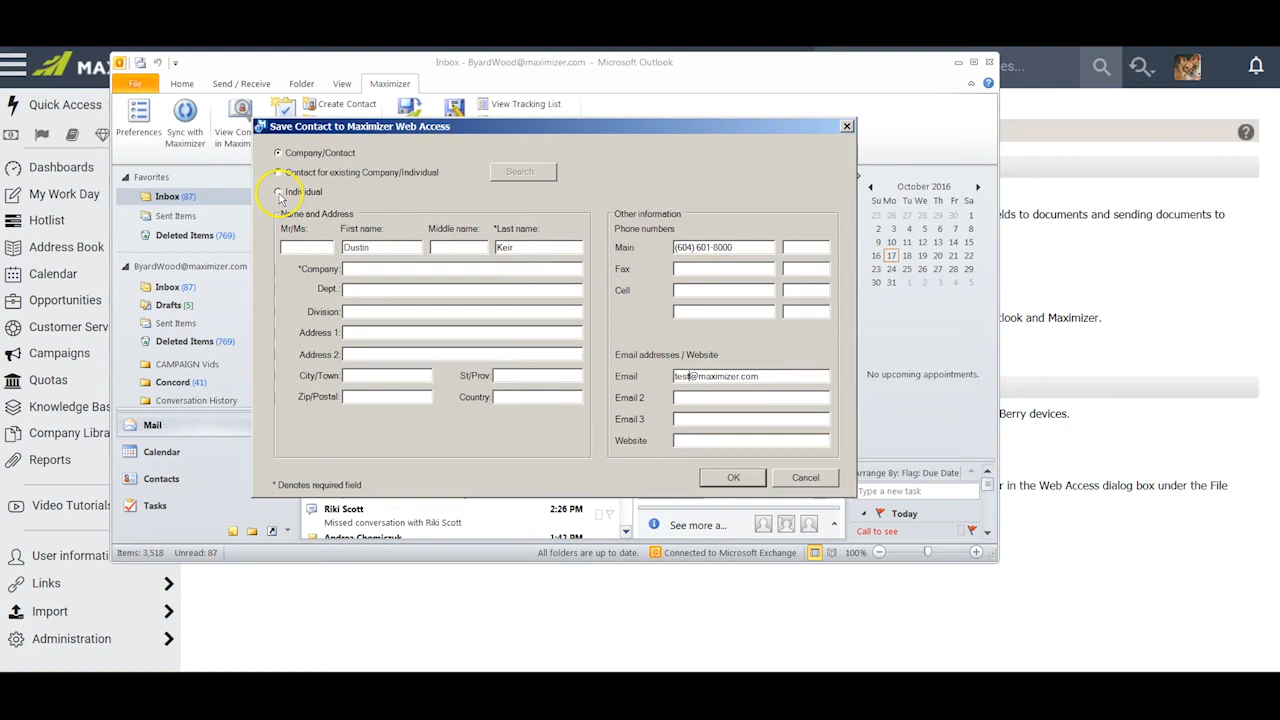 MAX
es...
Inbox - ByardWood@maximizer.com - Microsoft Outlook
File
Home
Send / Receive
Folder
View
Maximizer
Preferences
Sync with
Maximizer
View Con
in Maximi
Create Contact
View Tracking List
Save Contact to Maximizer Web Access
Company/Contact
Contact for existing Company/Individual
Search...
Individual
Name and Address
Mr/Ms:
First name:
Middle name:
*Last name:
Dustin
Keir
*Company:
Dept.:
Division:
Address 1:
Address 2:
City/Town:
St/Prov:
Zip/Postal:
Country:
* Denotes required field
Other information
Phone numbers
Main
(604) 601-8000
Fax
Cell
Email addresses / Website
Email
test@maximizer.com
Email 2
Email 3
Website
OK
Cancel
Quick Access
Dashboards
My Work Day
Hotlist
Address Book
Calendar
Opportunities
Customer Serv
Campaigns
Quotas
Knowledge Bas
Company Libra
Reports
Video Tutorials
User informati
Links
Import
Administration
Favorites
Inbox (87)
Sent Items
Deleted Items (769)
ByardWood@maximizer.com
Inbox (87)
Drafts [5]
Sent Items
Deleted Items (769)
CAMPAIGN Vids
Concord (41)
Conversation History
Mail
Calendar
Contacts
Tasks
Riki Scott
2:26 PM
Missed conversation with Riki Scott
See more a...
October 2016
Su Mo Tu We Th Fr Sa
25 26 27 28 29 30 1
2 3 4 5 6 7 8
9 10 11 12 13 14 15
16 17 18 19 20 21 22
23 24 25 26 27 28 29
30 31 1 2 3 4 5
No upcoming appointments.
Arrange By: Flag: Due Date
Type a new task
Today
Call to see
Items: 3,518
Unread: 87
All folders are up to date.
Connected to Microsoft Exchange
100%
elds to documents and sending documents to
utlook and Maximizer.
Berry devices.
r in the Web Access dialog box under the File